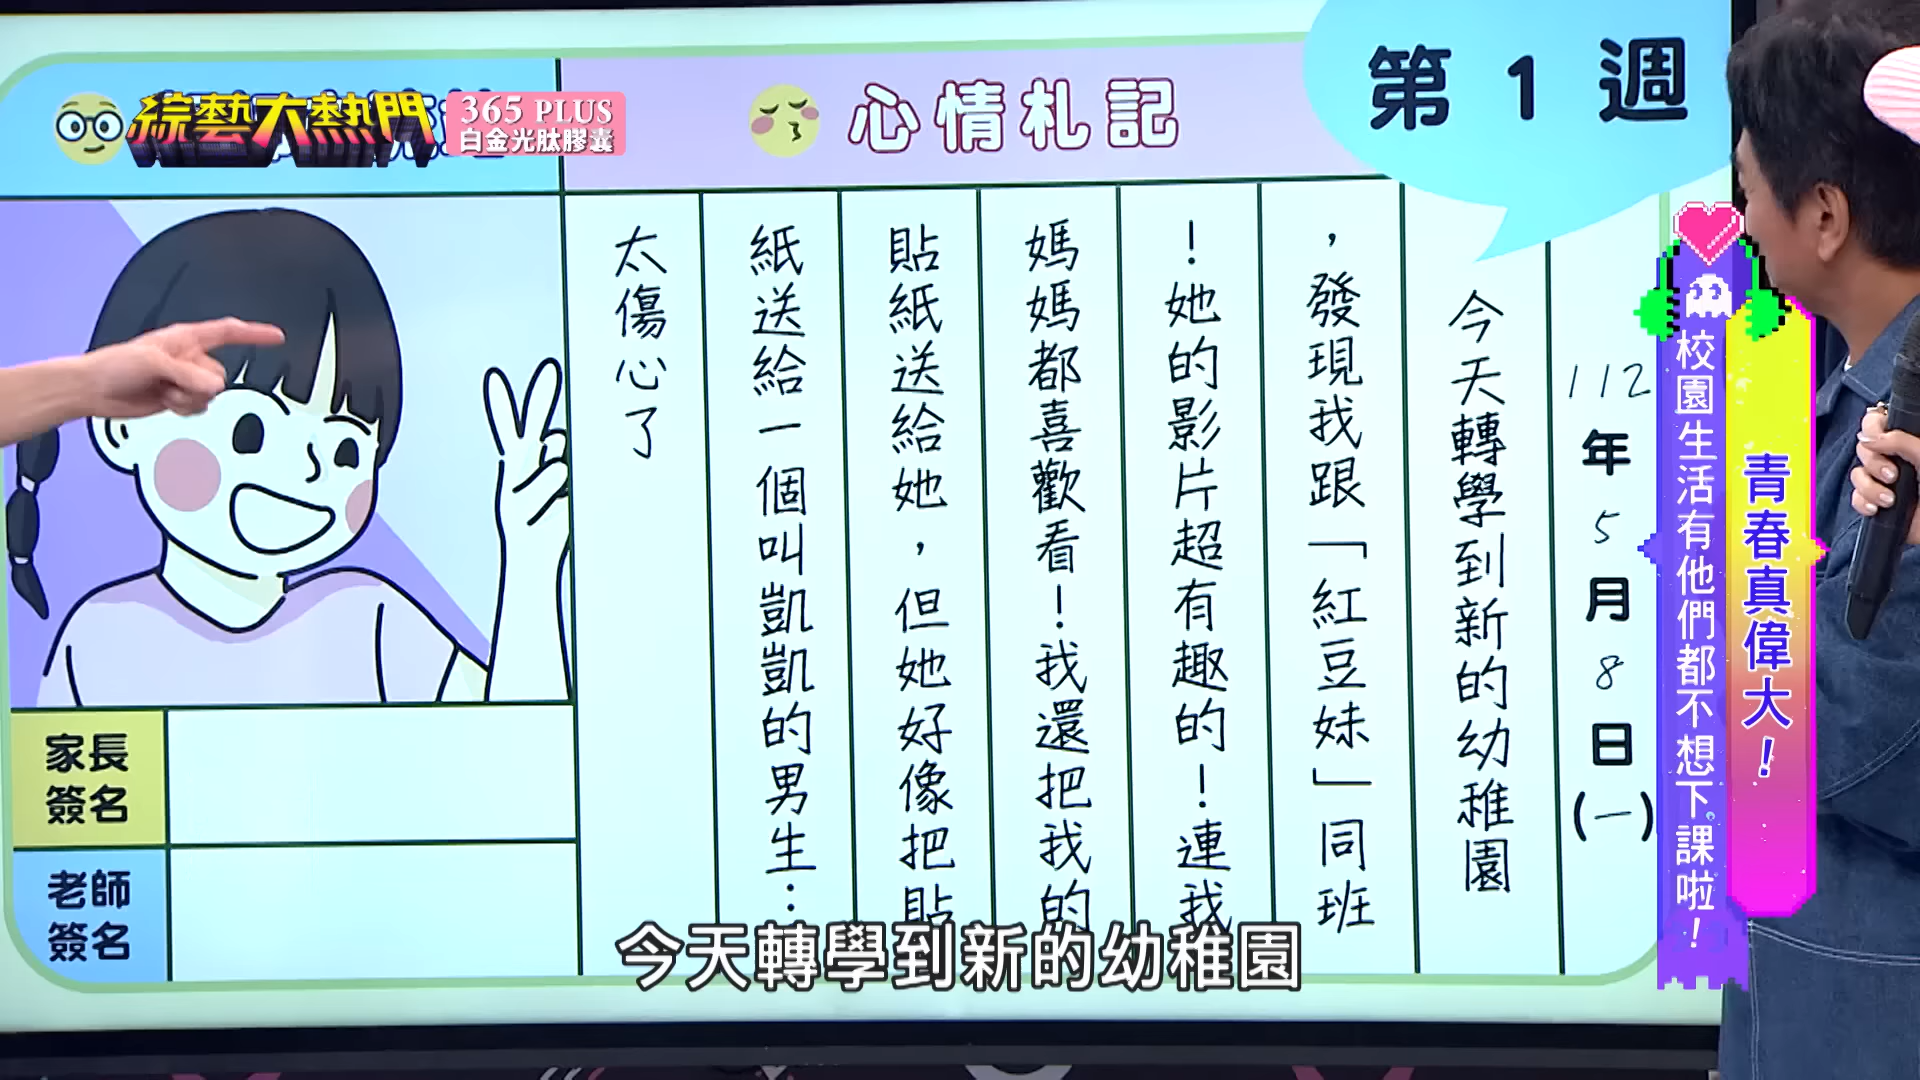 綜藝大熱門
365 PLUS
白金光肽膠囊
心情札記
第1週
112年5月8日(一)
今天轉學到新的幼稚園
，發現我跟「紅豆妹」同班
！她的影片超有趣的！連我
媽媽都喜歡看！我還把我的
貼紙送給她，但她好像把貼
紙送給一個叫凱凱的男生：
太傷心了
家長
簽名
老師
簽名
青春真偉大！
校園生活有他們都不想下課啦！
今天轉學到新的幼稚園